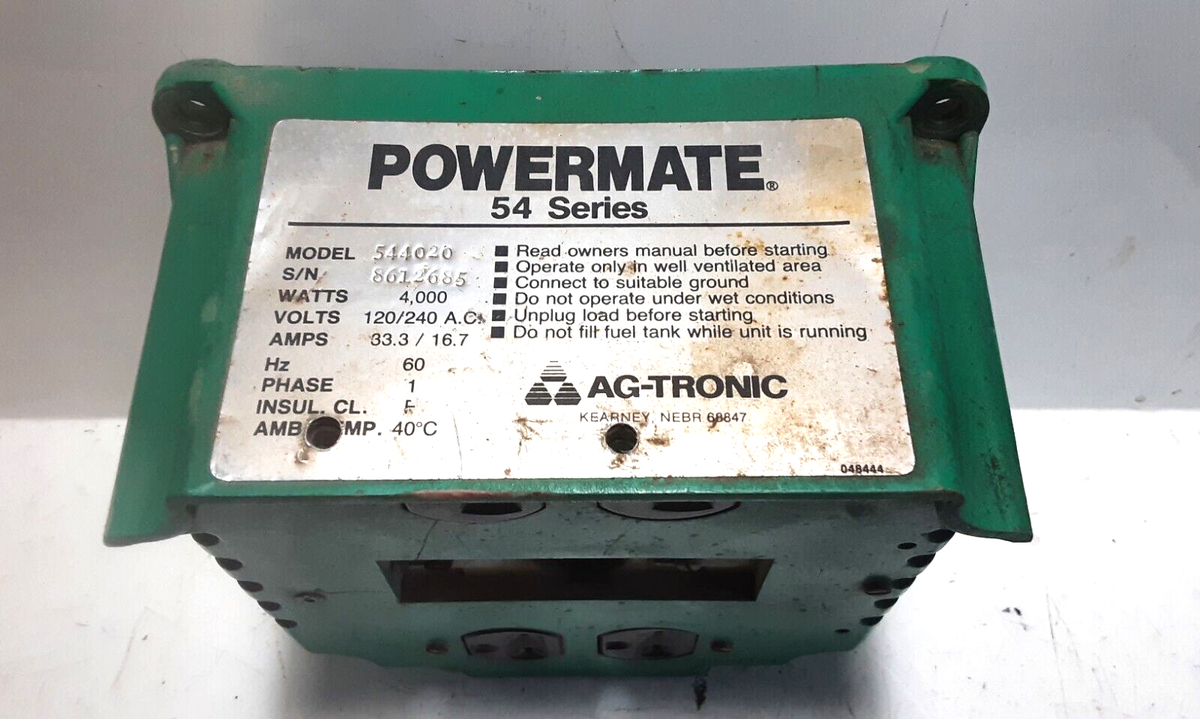 POWERMATE®
54 Series
MODEL 544020
S/N 8612685
WATTS 4,000
VOLTS 120/240 A.C.
AMPS 33.3 / 16.7
Hz 60
PHASE 1
INSUL. CL. F
AMB MP. 40°C
■ Read owners manual before starting
■ Operate only in well ventilated area
■ Connect to suitable ground
■ Do not operate under wet conditions
■ Unplug load before starting
■ Do not fill fuel tank while unit is running
AG-TRONIC
KEARNEY, NEBR 68847
048444